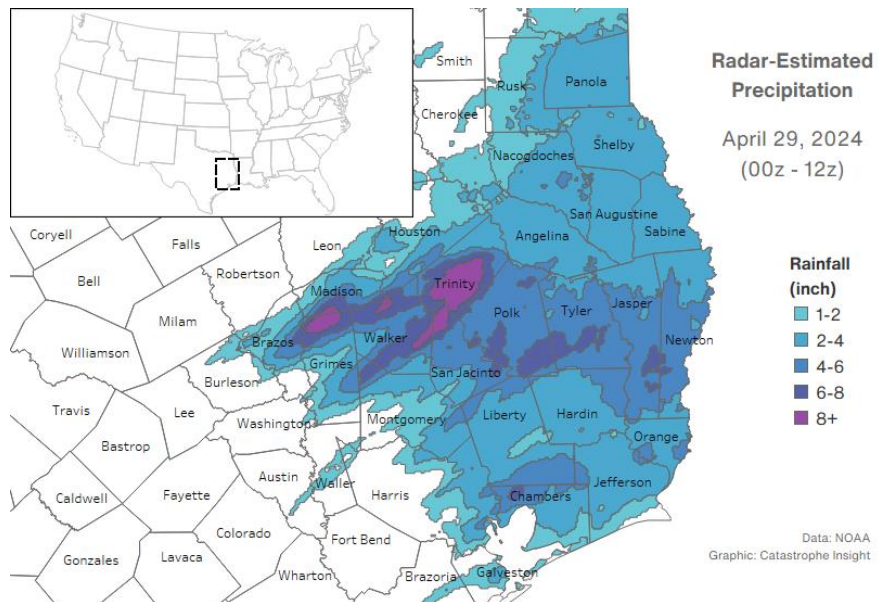 Radar-Estimated
Precipitation
April 29, 2024
(00z - 12z)
Smith
Rusk
Panola
Cherokee
Shelby
Nacogdoches
San Augustine
Coryell
Falls
Leon
Houston
Angelina
Sabine
Bell
Robertson
Trinity
Madison
Jasper
Milam
Polk
Tyler
Brazos
Walker
Newton
Williamson
Grimes
San Jacinto
Burleson
Travis
Lee
Washington
Montgomery
Liberty
Hardin
Bastrop
Orange
Austin
Waller
Harris
Chambers
Jefferson
Caldwell
Fayette
Colorado
Fort Bend
Gonzales
Lavaca
Wharton
Brazoria
Galveston
Rainfall
(inch)
1-2
2-4
4-6
6-8
8+
Data: NOAA
Graphic: Catastrophe Insight